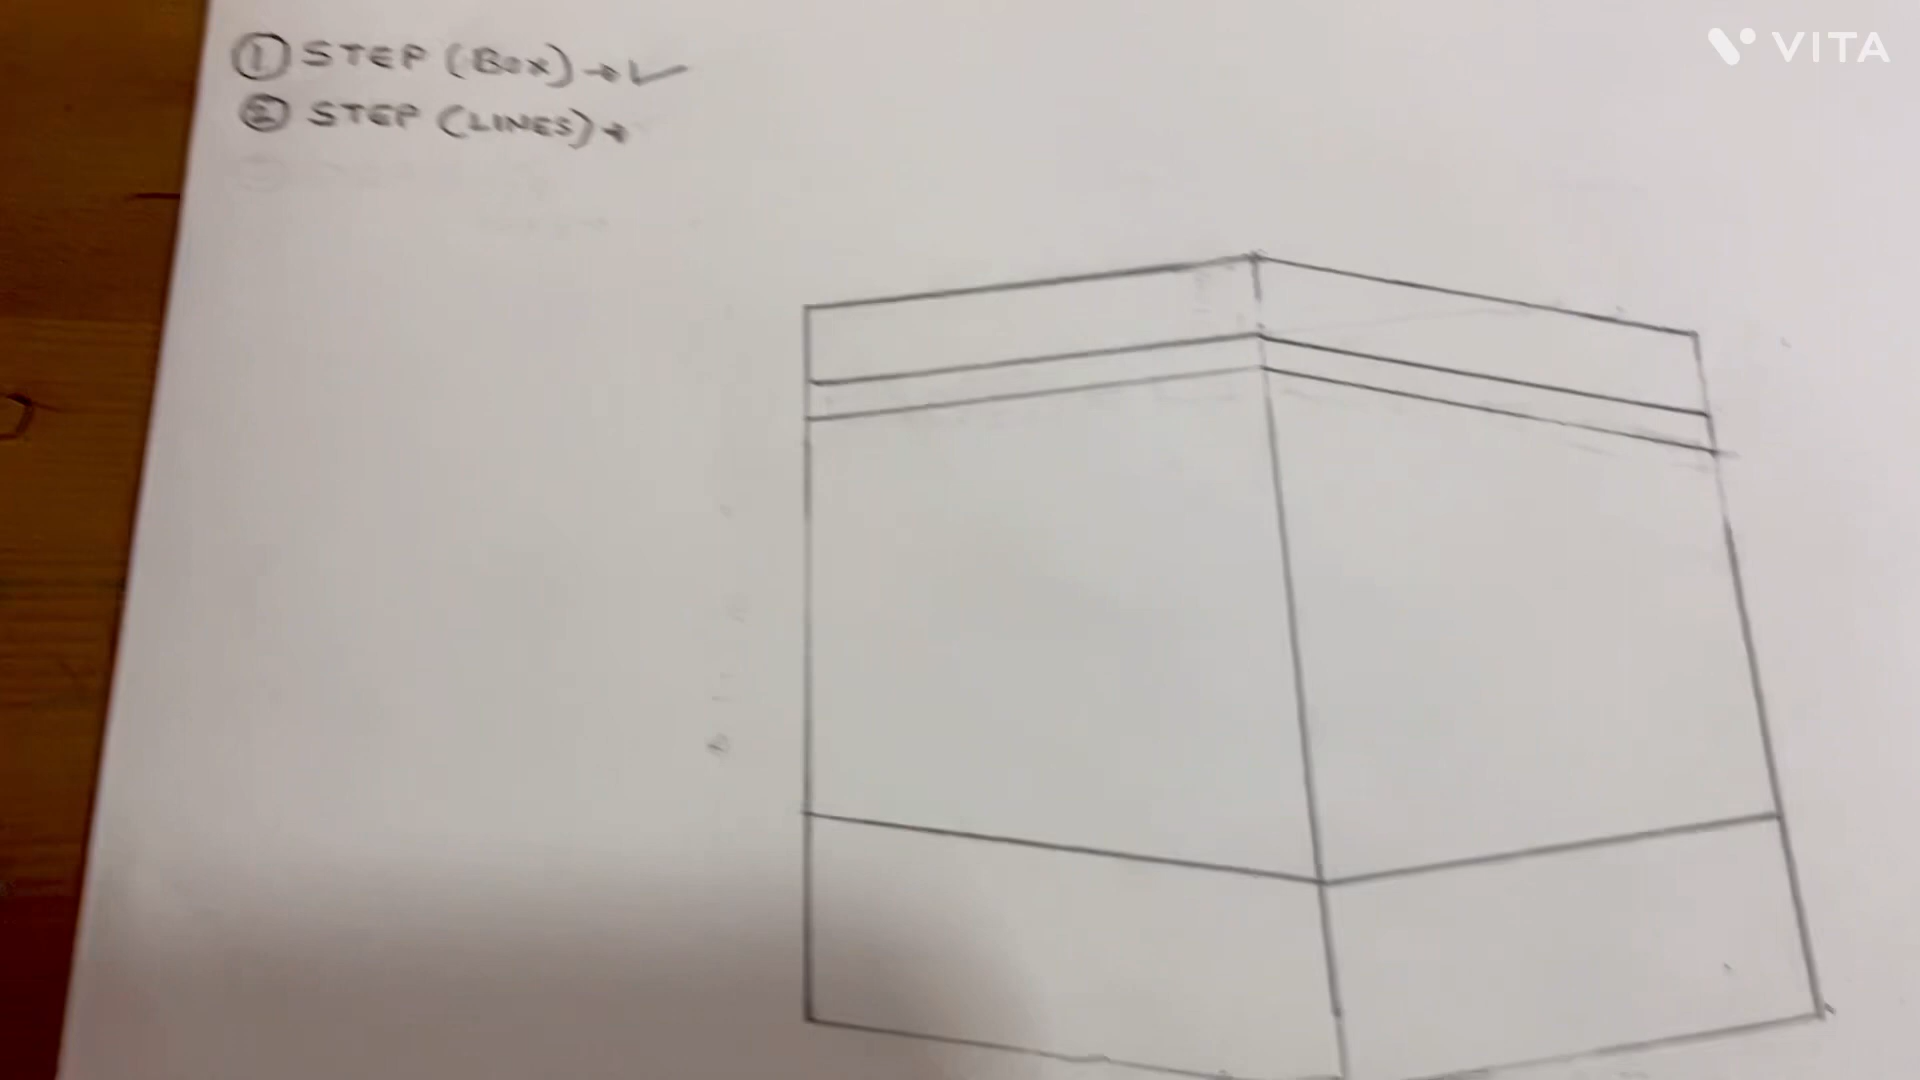 ① STEP (BOX) → ✓
② STEP (LINES) →
VITA